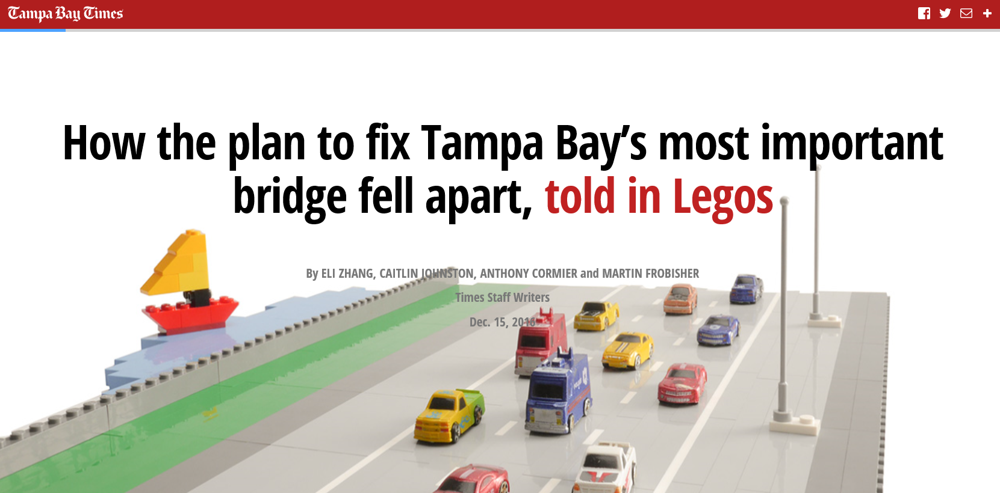 Tampa Bay Times
How the plan to fix Tampa Bay’s most important
bridge fell apart, told in Legos
By ELI ZHANG, CAITLIN JOHNSTON, ANTHONY CORMIER and MARTIN FROBISHER
Times Staff Writers
Dec. 15, 2016